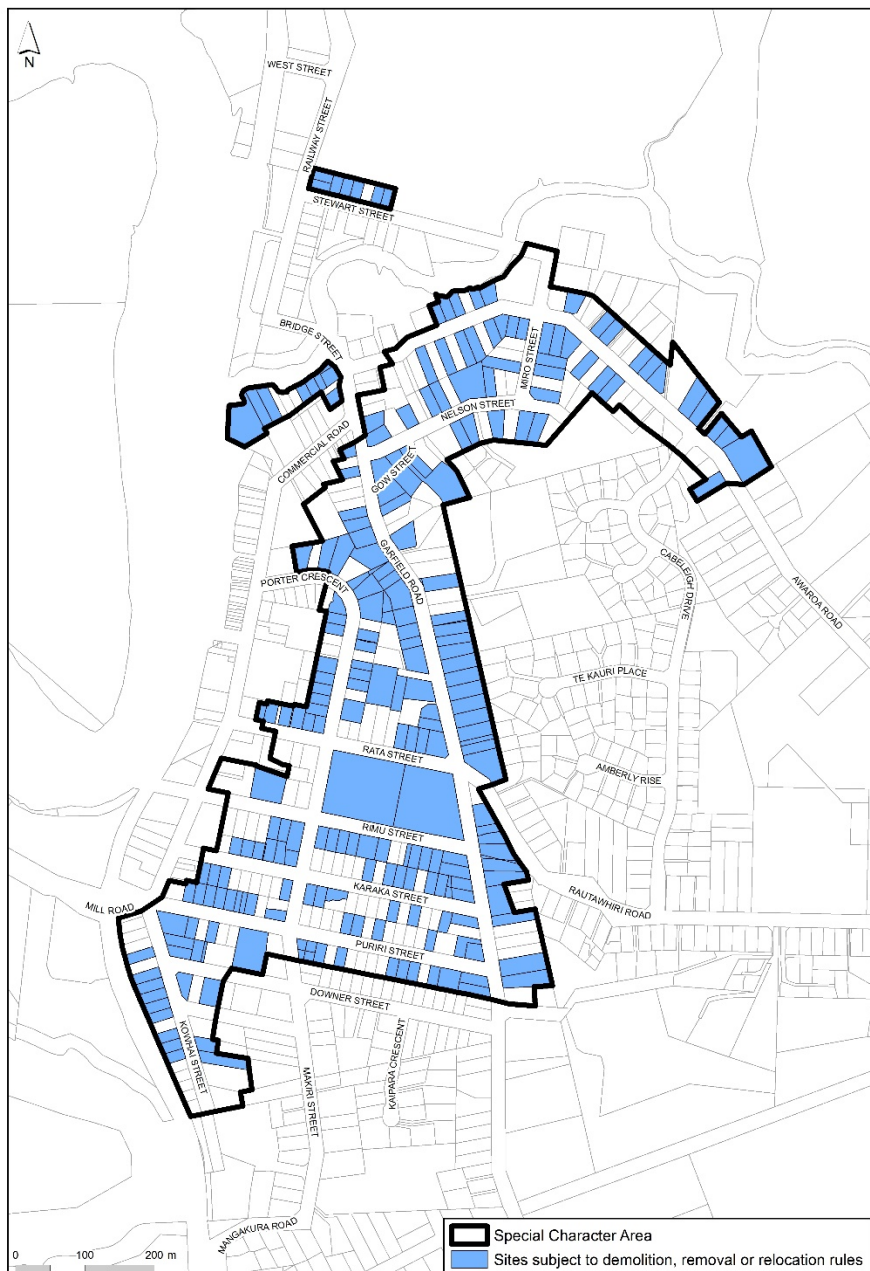 N
WEST STREET
RAILWAY STREET
STEWART STREET
BRIDGE STREET
MIRO STREET
NELSON STREET
COMMERCIAL ROAD
GOW STREET
GARFIELD ROAD
PORTER CRESCENT
CABELEIGH DRIVE
AWAROA ROAD
TE KAURI PLACE
RATA STREET
AMBERLY RISE
RIMU STREET
KARAKA STREET
RAUTAWHIRI ROAD
MILL ROAD
PURIRI STREET
DOWNER STREET
KOWHAI STREET
MAKIRI STREET
KAIPARA CRESCENT
MANGAKURA ROAD
0 100 200 m
Special Character Area
Sites subject to demolition, removal or relocation rules